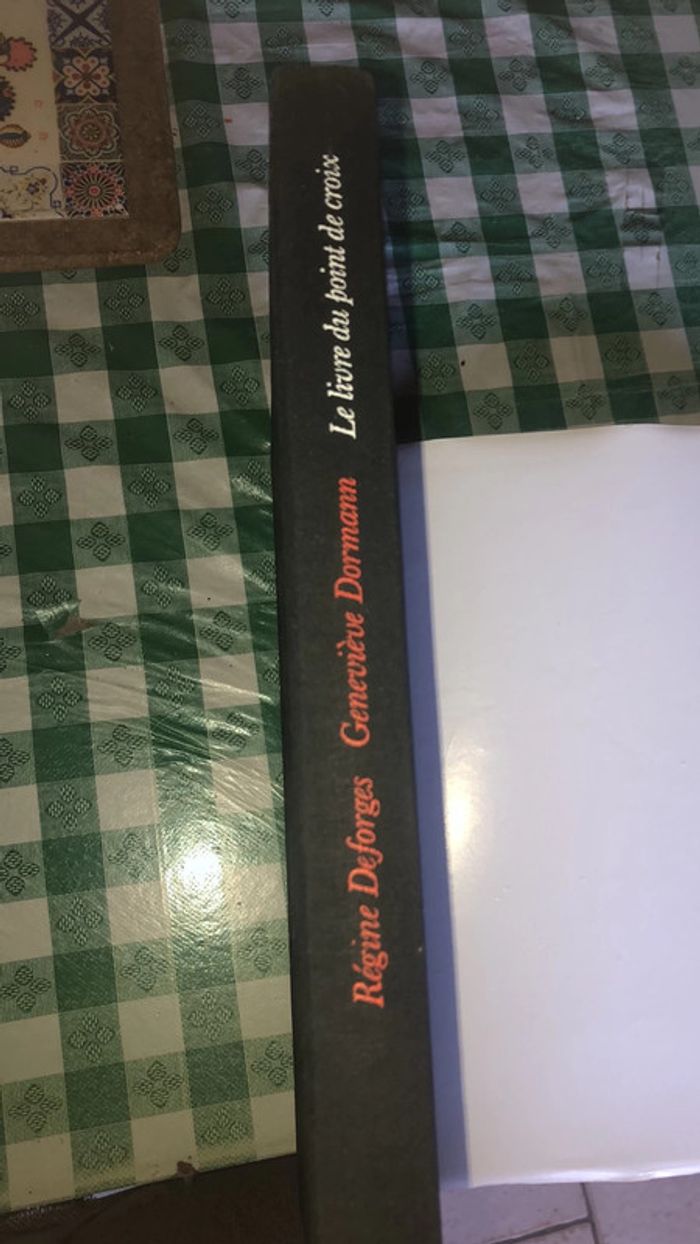 Régine Deforges Geneviève Dormann Le livre du point de croix